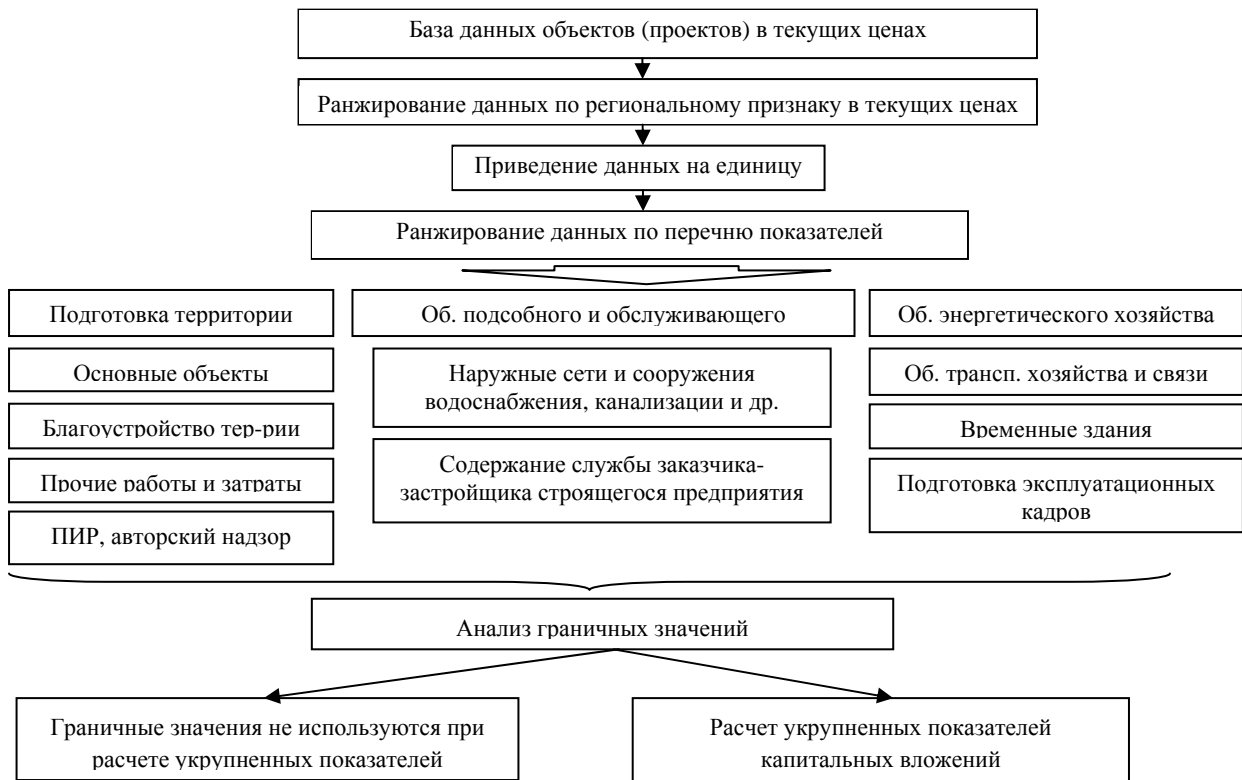 База данных объектов (проектов) в текущих ценах
Ранжирование данных по региональному признаку в текущих ценах
Приведение данных на единицу
Ранжирование данных по перечню показателей
Подготовка территории
Об. подсобного и обслуживающего
Об. энергетического хозяйства
Основные объекты
Наружные сети и сооружения
водоснабжения, канализации и др.
Об. трансп. хозяйства и связи
Благоустройство тер-рии
Временные здания
Прочие работы и затраты
Содержание службы заказчика-
застройщика строящегося предприятия
Подготовка эксплуатационных
кадров
ПИР, авторский надзор
Анализ граничных значений
Граничные значения не используются при
расчете укрупненных показателей
Расчет укрупненных показателей
капитальных вложений